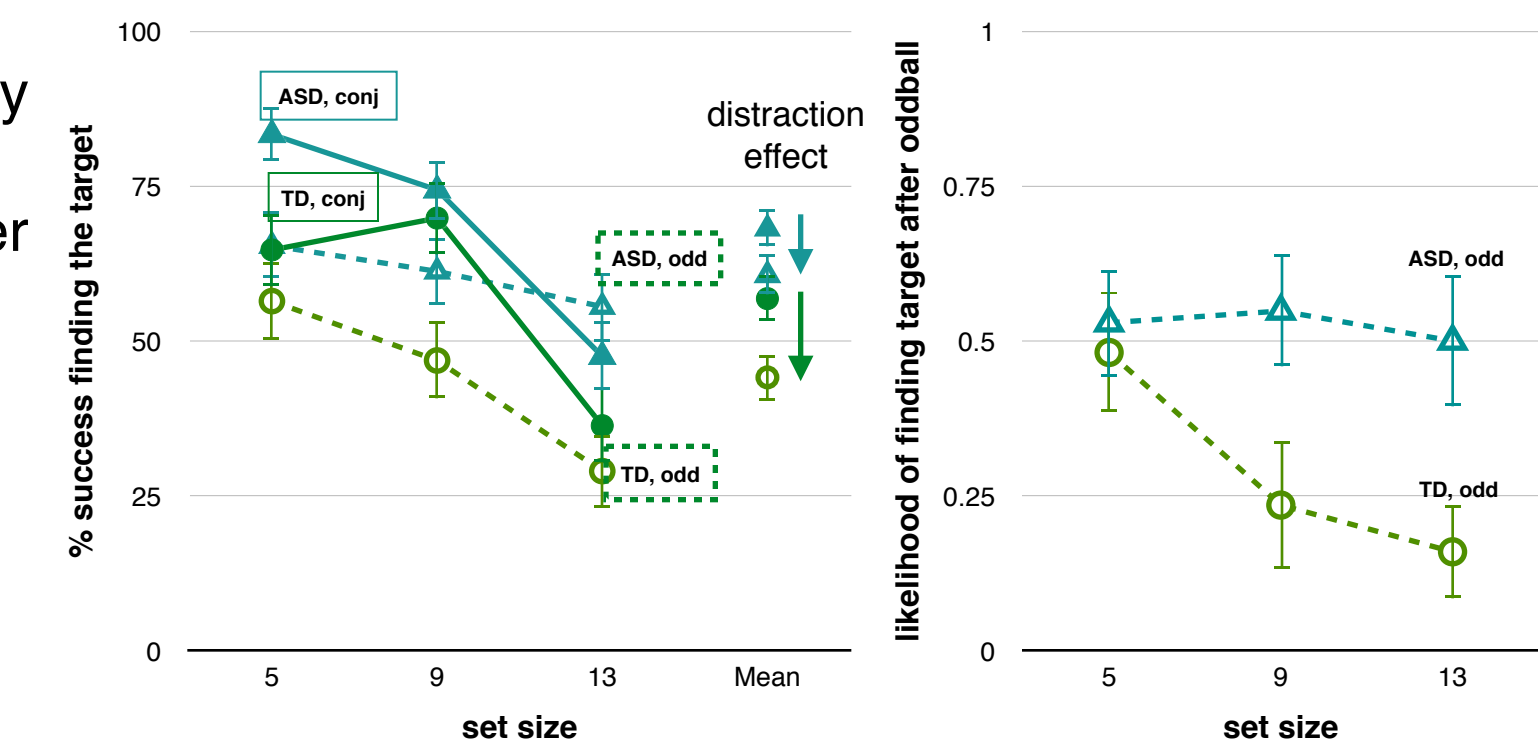 y
er
% success finding the target
100
75
50
25
0
ASD, conj
TD, conj
ASD, odd
TD, odd
distraction
effect
5 9 13 Mean
set size
likelihood of finding target after oddball
1
0.75
0.5
0.25
0
ASD, odd
TD, odd
5 9 13
set size